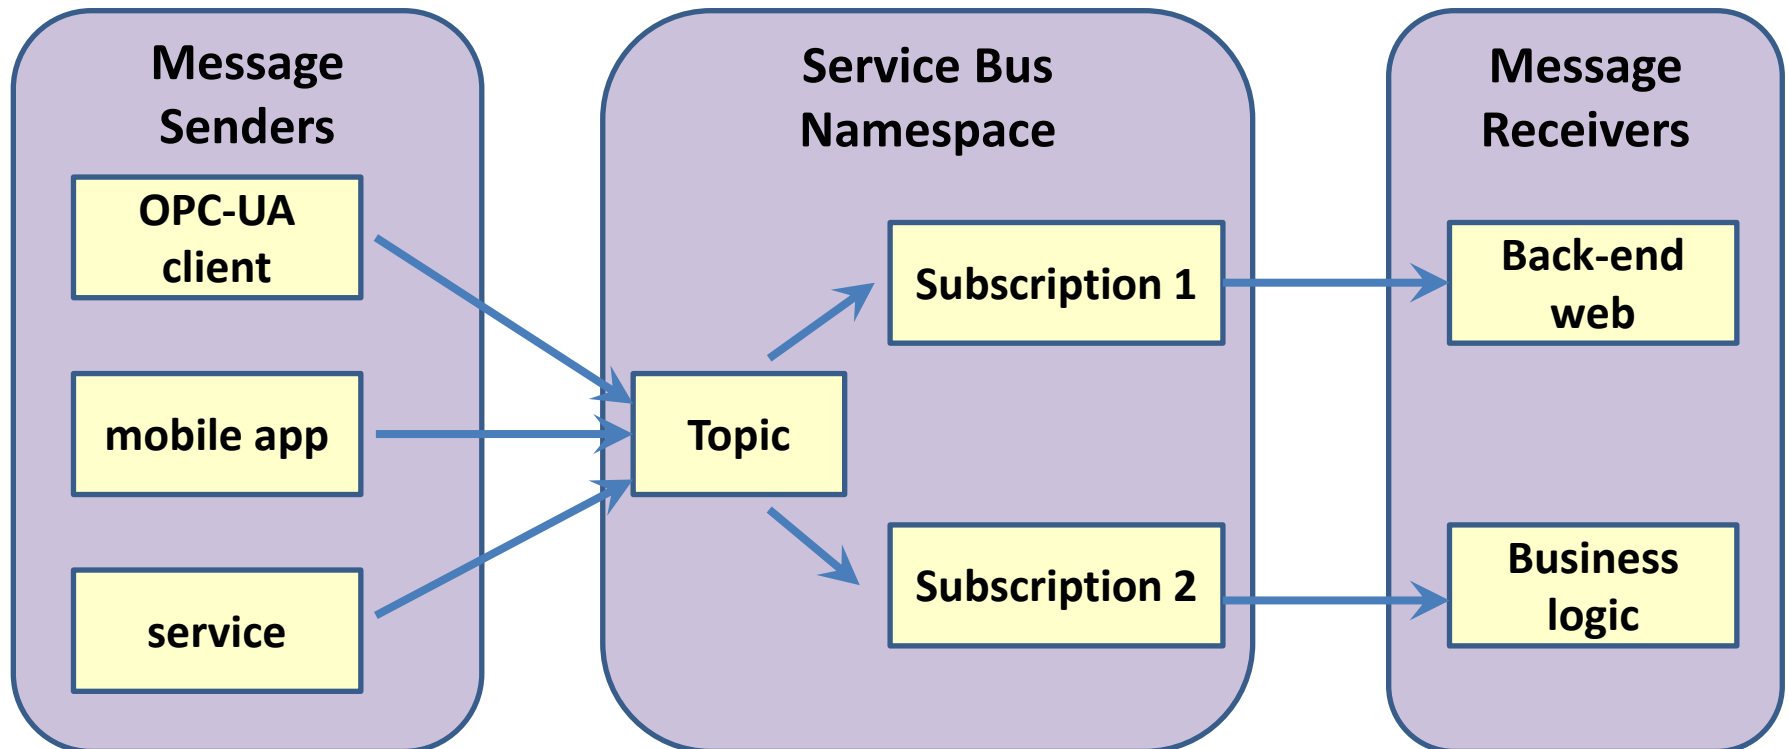 Message
Senders
OPC-UA
client
mobile app
service
Service Bus
Namespace
Topic
Subscription 1
Subscription 2
Message
Receivers
Back-end
web
Business
logic